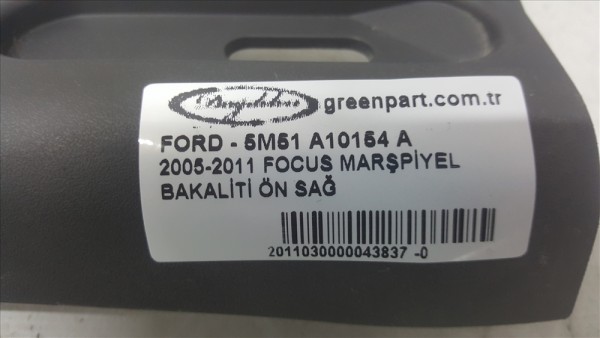 greenpart.com.tr
FORD - 5M51 A10154 A
2005-2011 FOCUS MARŞPİYEL
BAKALİTİ ÖN SAĞ
2011030000043837 -0